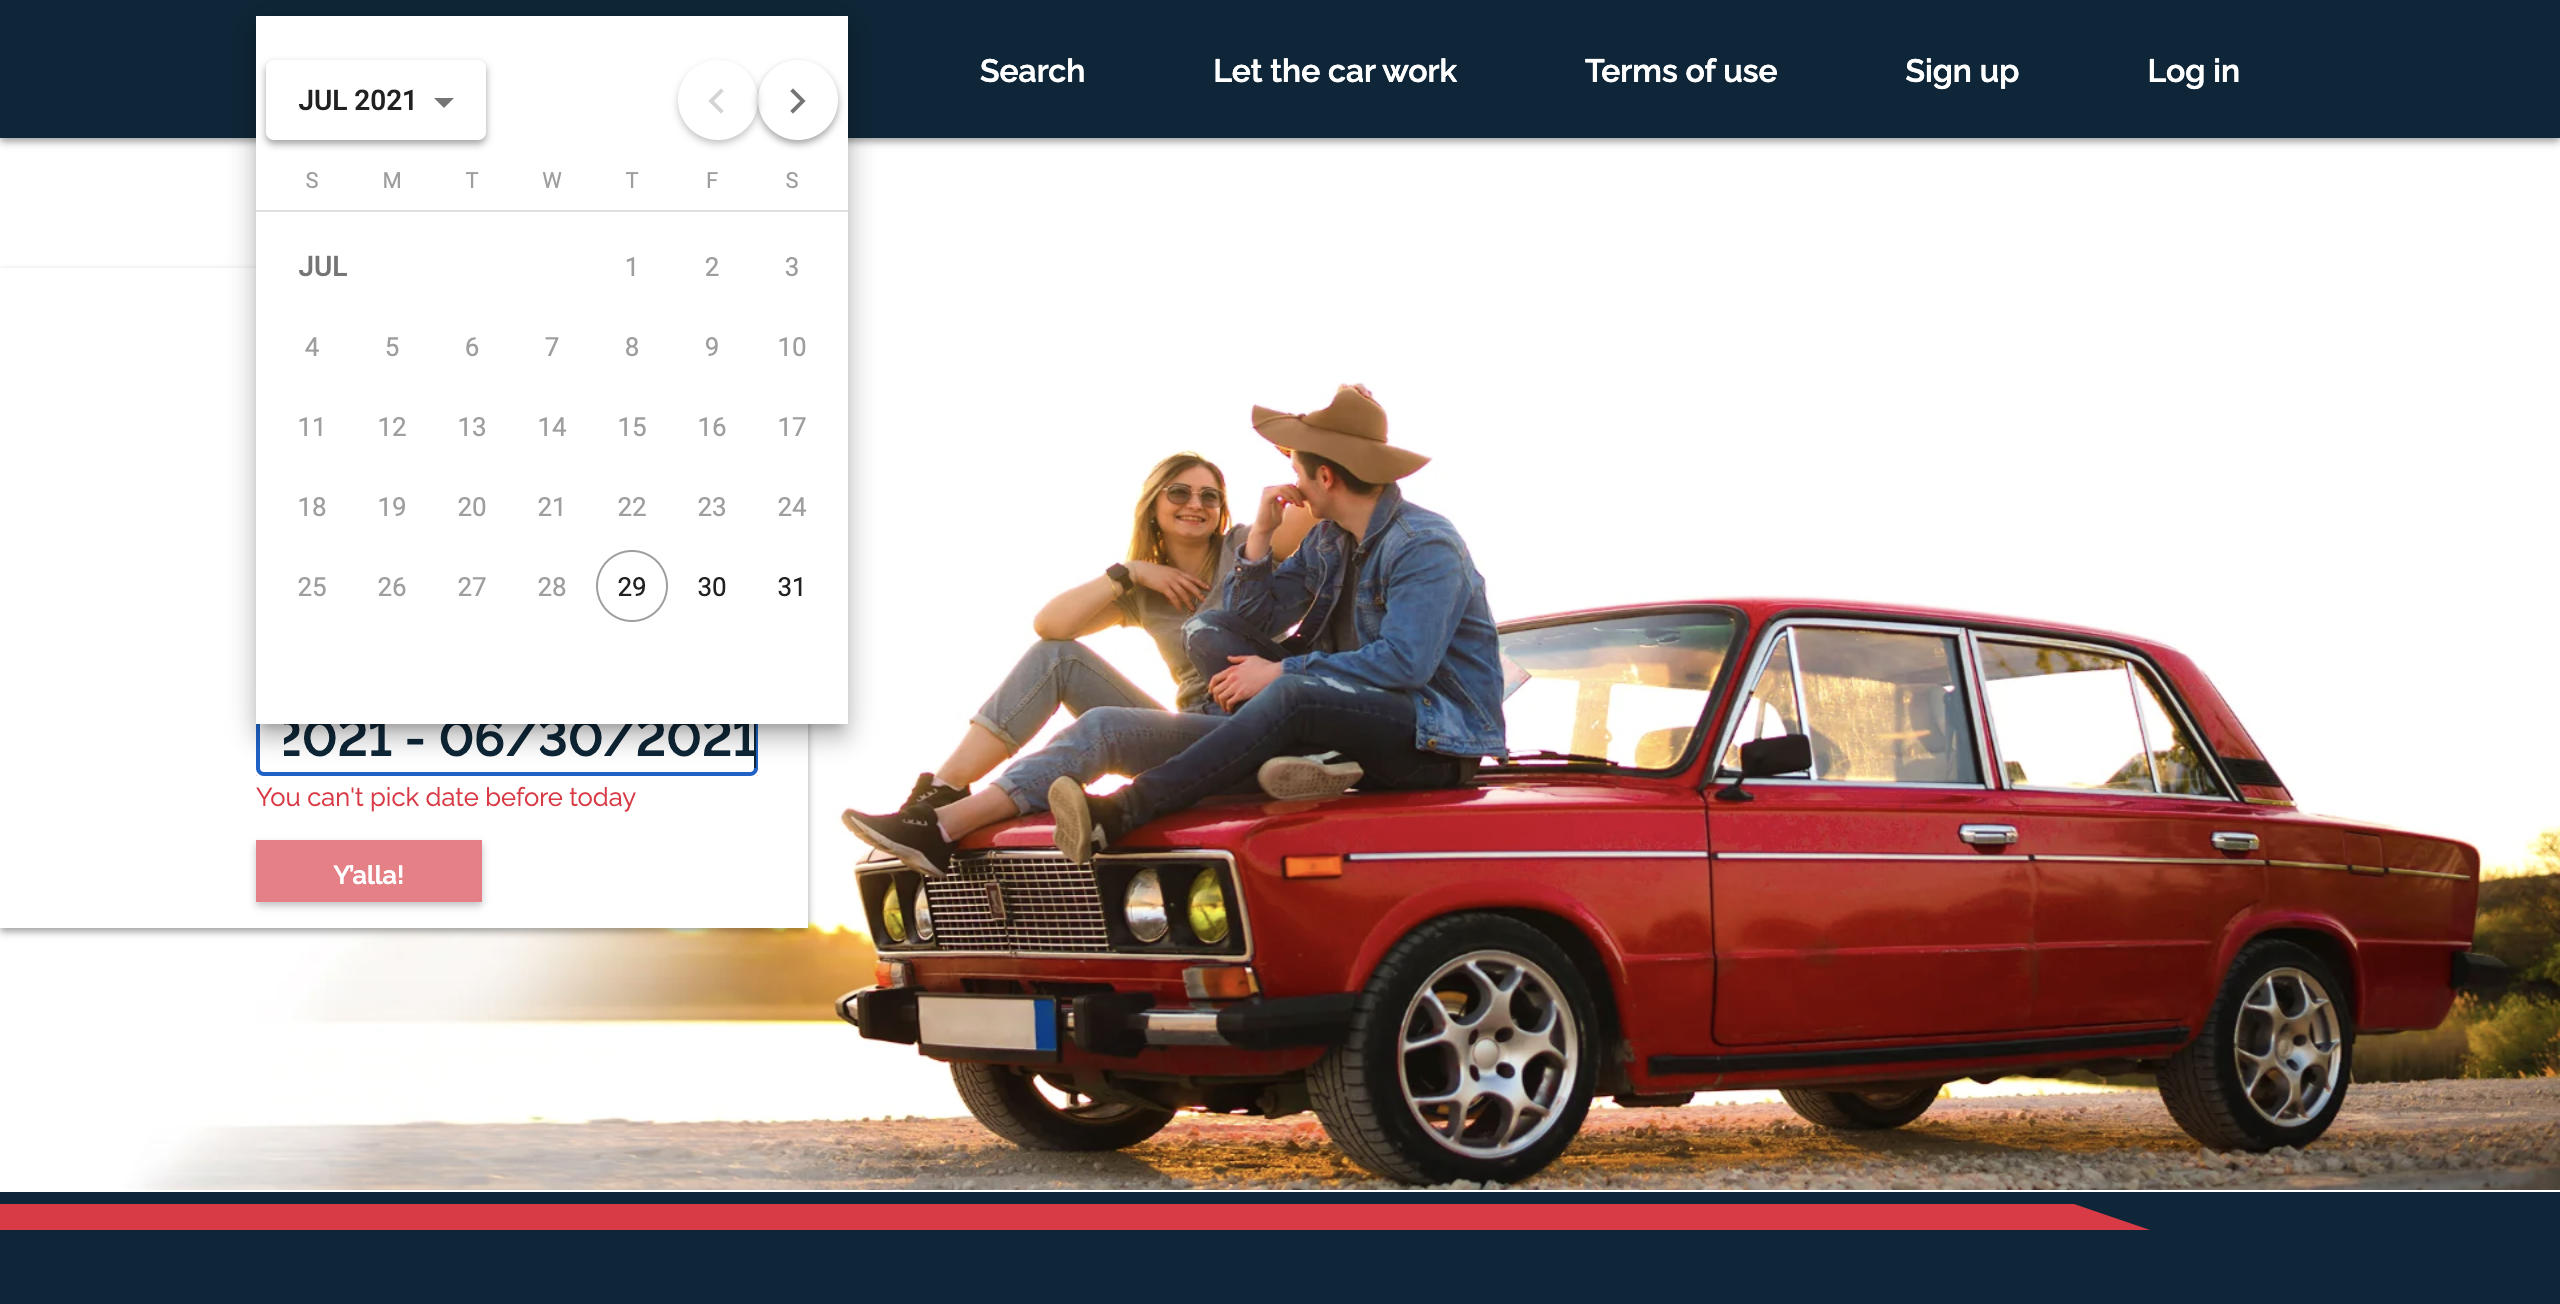 Search Let the car work Terms of use Sign up Log in
JUL 2021
S M T W T F S
JUL 1 2 3
4 5 6 7 8 9 10
11 12 13 14 15 16 17
18 19 20 21 22 23 24
25 26 27 28 29 30 31
2021 - 06/30/2021
You can't pick date before today
Y'alla!